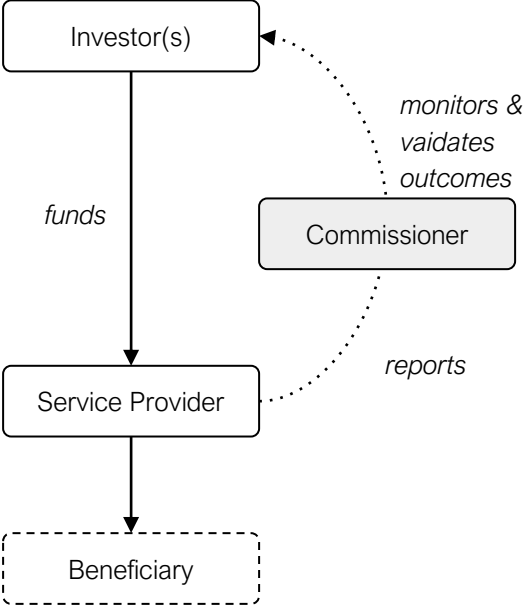 Investor(s)
monitors &
vaidates
outcomes
funds
Commissioner
reports
Service Provider
Beneficiary